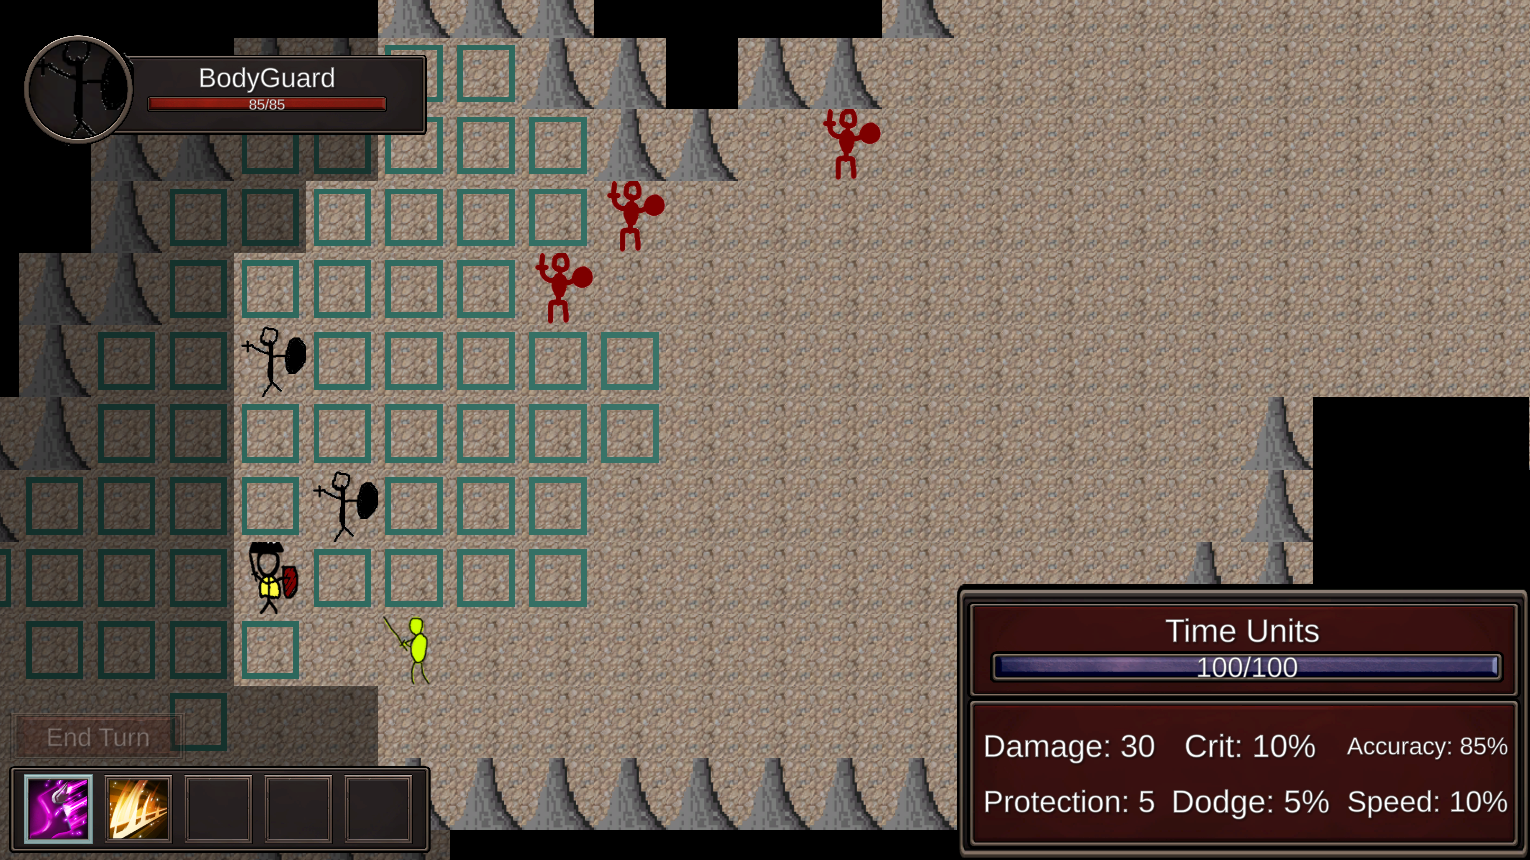 BodyGuard
85/85
Time Units
100/100
Damage: 30 Crit: 10% Accuracy: 85%
Protection: 5 Dodge: 5% Speed: 10%
End Turn